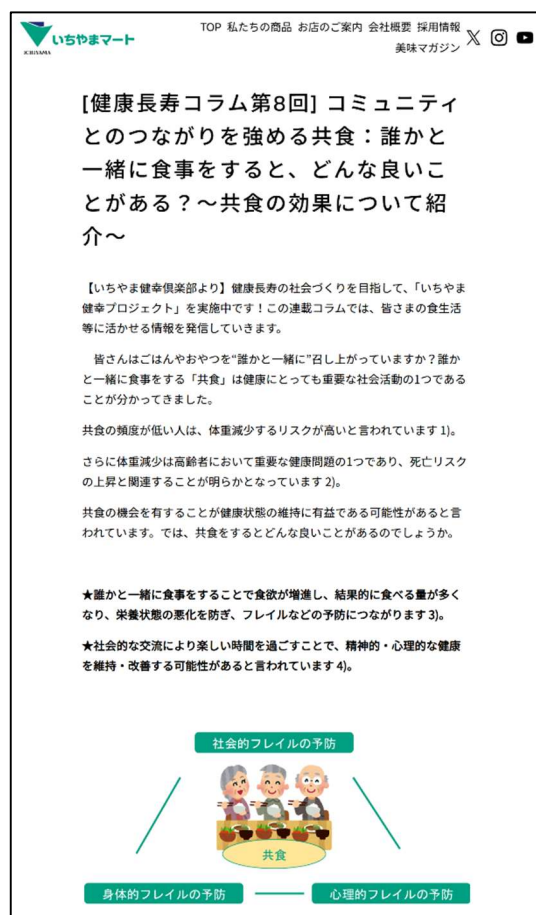 いちやまマート
ICHIYAMA
TOP 私たちの商品 お店のご案内 会社概要 採用情報
美味マガジン
[健康長寿コラム第8回] コミュニティ
とのつながりを強める共食：誰かと
一緒に食事をすると、どんな良いこ
とがある？～共食の効果について紹
介～
【いちやま健幸俱楽部より】健康長寿の社会づくりを目指して、「いちやま
健幸プロジェクト」を実施中です！この連載コラムでは、皆さまの食生活
等に活かせる情報を発信していきます。
皆さんはごはんやおやつを“誰かと一緒に”召し上がっていますか？誰か
と一緒に食事をする「共食」は健康にとっても重要な社会活動の1つである
ことが分かってきました。
共食の頻度が低い人は、体重減少するリスクが高いと言われています 1)。
さらに体重減少は高齢者において重要な健康問題の1つであり、死亡リスク
の上昇と関連することが明らかとなっています 2)。
共食の機会を有することが健康状態の維持に有益である可能性があると言
われています。では、共食をするとどんな良いことがあるのでしょうか。
★誰かと一緒に食事をすることで食欲が増進し、結果的に食べる量が多く
なり、栄養状態の悪化を防ぎ、フレイルなどの予防につながります 3)。
★社会的な交流により楽しい時間を過ごすことで、精神的・心理的な健康
を維持・改善する可能性があると言われています 4)。
社会的フレイルの予防
共食
身体的フレイルの予防
心理的フレイルの予防